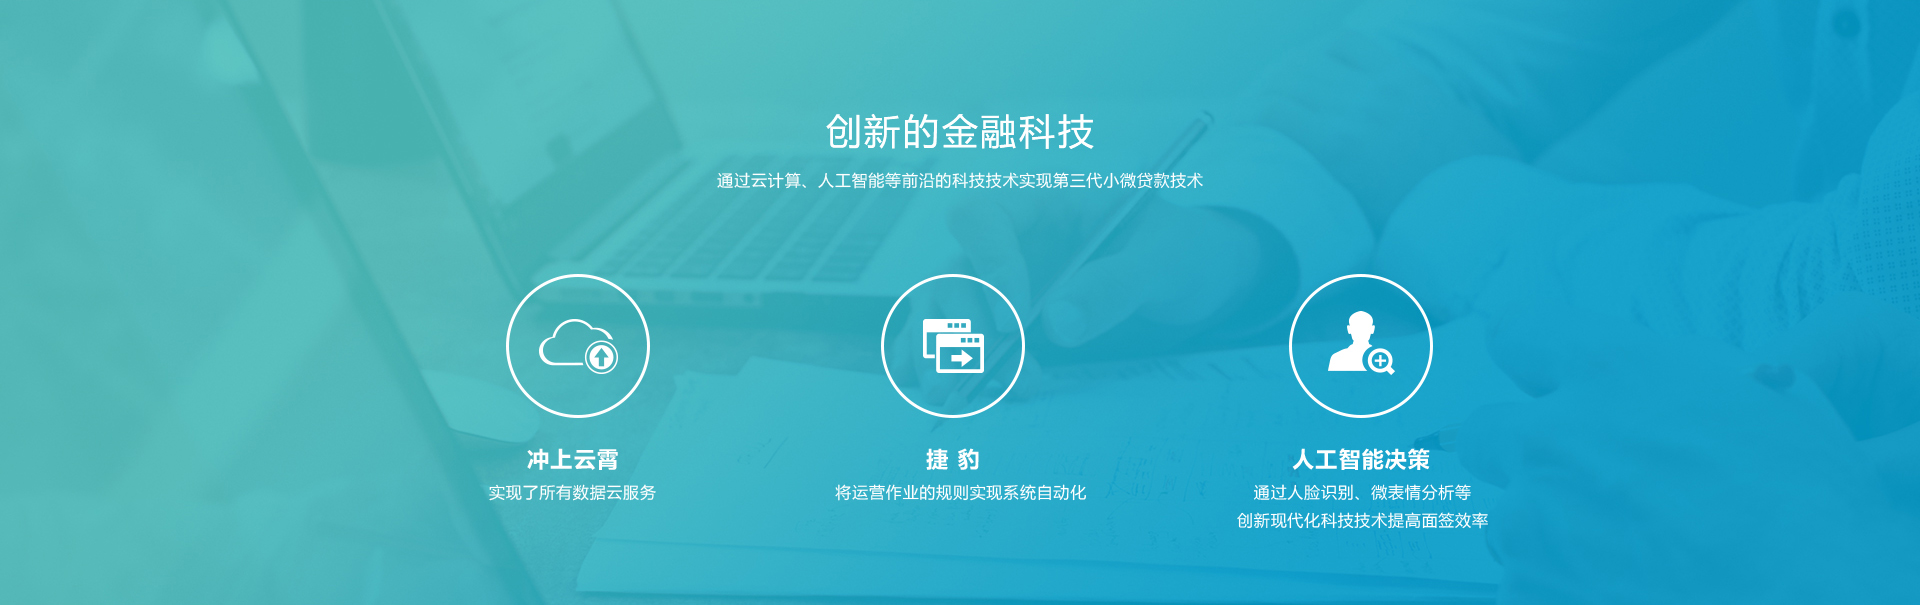 创新的金融科技
通过云计算、人工智能等前沿的科技技术实现第三代小微贷款技术
冲上云霄
实现了所有数据云服务
捷 豹
将运营作业的规则实现系统自动化
人工智能决策
通过人脸识别、微表情分析等
创新现代化科技技术提高面签效率